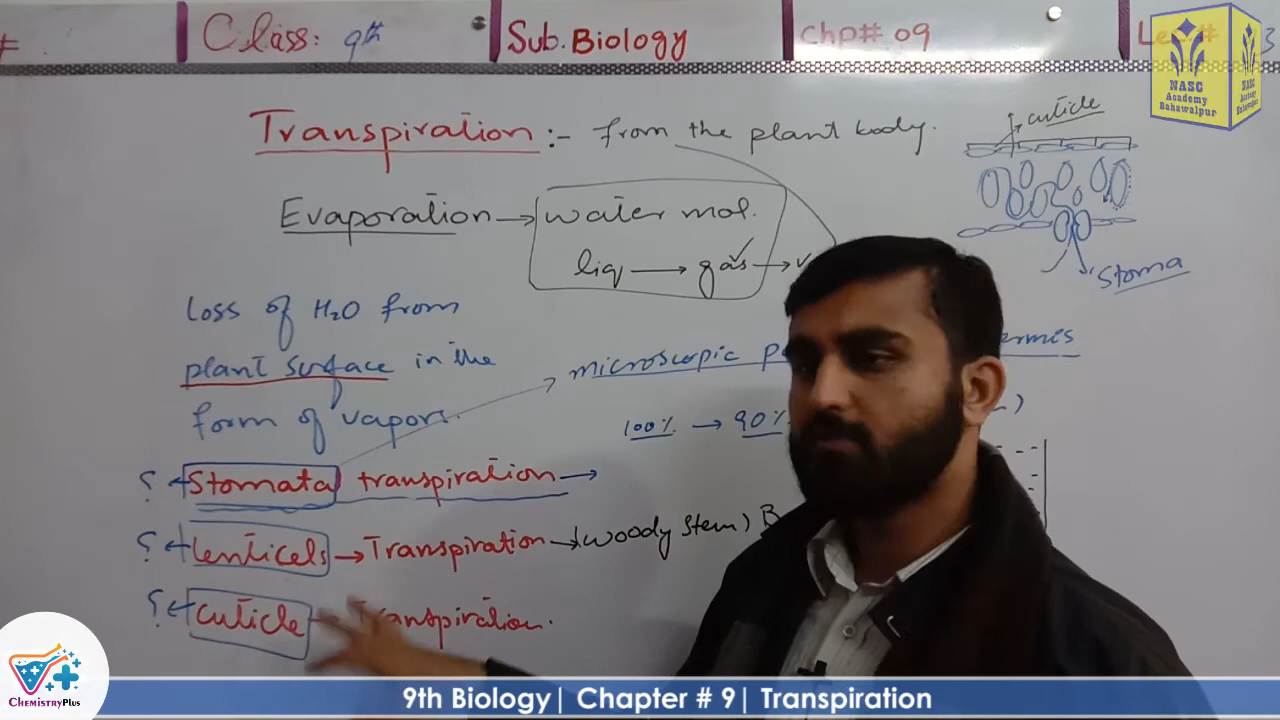 Class: 9th
Sub. Biology
Chp# 09
NASC
Academy
Bahawalpur
Transpiration:- from the plant body.
cuticle
Evaporation → water mol.
liq → gas →
Stoma
Loss of H₂O from
plant surface in the
form of vapors.
microscopic
100% → 90%
Stomata transpiration →
lenticels → Transpiration → (woody stem)
cuticle → Transpiration.
ChemistryPlus
9th Biology| Chapter # 9| Transpiration